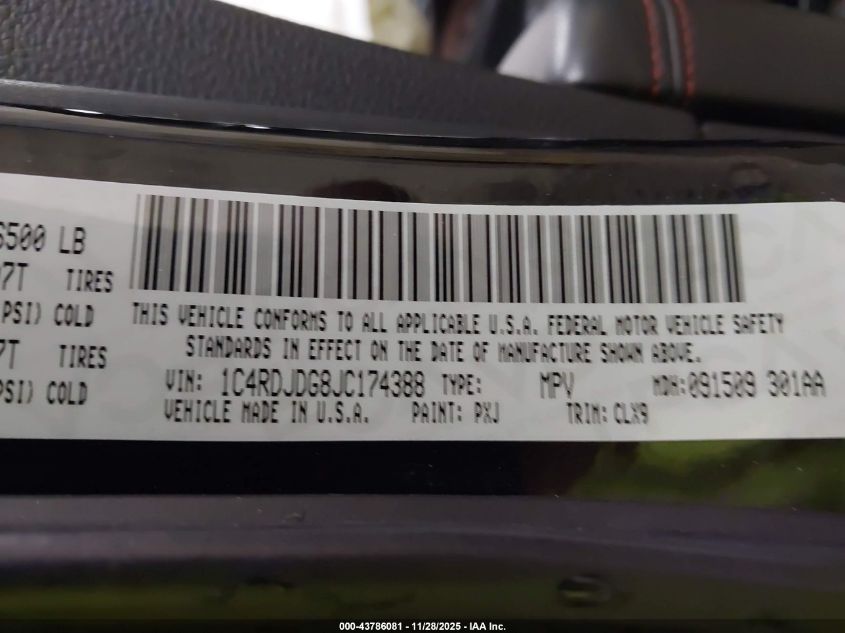 6500 LB
97T TIRES
PSI) COLD
7T TIRES
PSI) COLD
THIS VEHICLE CONFORMS TO ALL APPLICABLE U.S.A. FEDERAL MOTOR VEHICLE SAFETY
STANDARDS IN EFFECT ON THE DATE OF MANUFACTURE SHOWN ABOVE.
VIN: 1C4RDJDG8JC174388 TYPE: MPV MDH:091509 301AA
VEHICLE MADE IN U.S.A. PAINT: PXJ TRIM: CLX9
000-43786081 - 11/28/2025 - IAA Inc.